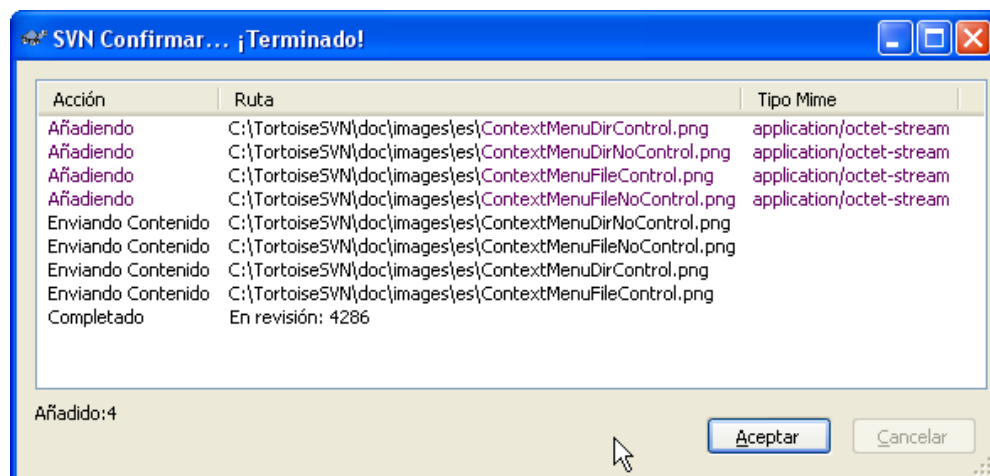 SVN Confirmar... ¡Terminado!
Acción Ruta Tipo Mime
Añadiendo C:\TortoiseSVN\doc\images\es\ContextMenuDirControl.png application/octet-stream
Añadiendo C:\TortoiseSVN\doc\images\es\ContextMenuDirNoControl.png application/octet-stream
Añadiendo C:\TortoiseSVN\doc\images\es\ContextMenuFileControl.png application/octet-stream
Añadiendo C:\TortoiseSVN\doc\images\es\ContextMenuFileNoControl.png application/octet-stream
Enviando Contenido C:\TortoiseSVN\doc\images\es\ContextMenuDirNoControl.png
Enviando Contenido C:\TortoiseSVN\doc\images\es\ContextMenuFileNoControl.png
Enviando Contenido C:\TortoiseSVN\doc\images\es\ContextMenuDirControl.png
Enviando Contenido C:\TortoiseSVN\doc\images\es\ContextMenuFileControl.png
Completado En revisión: 4286
Añadido:4
Aceptar Cancelar